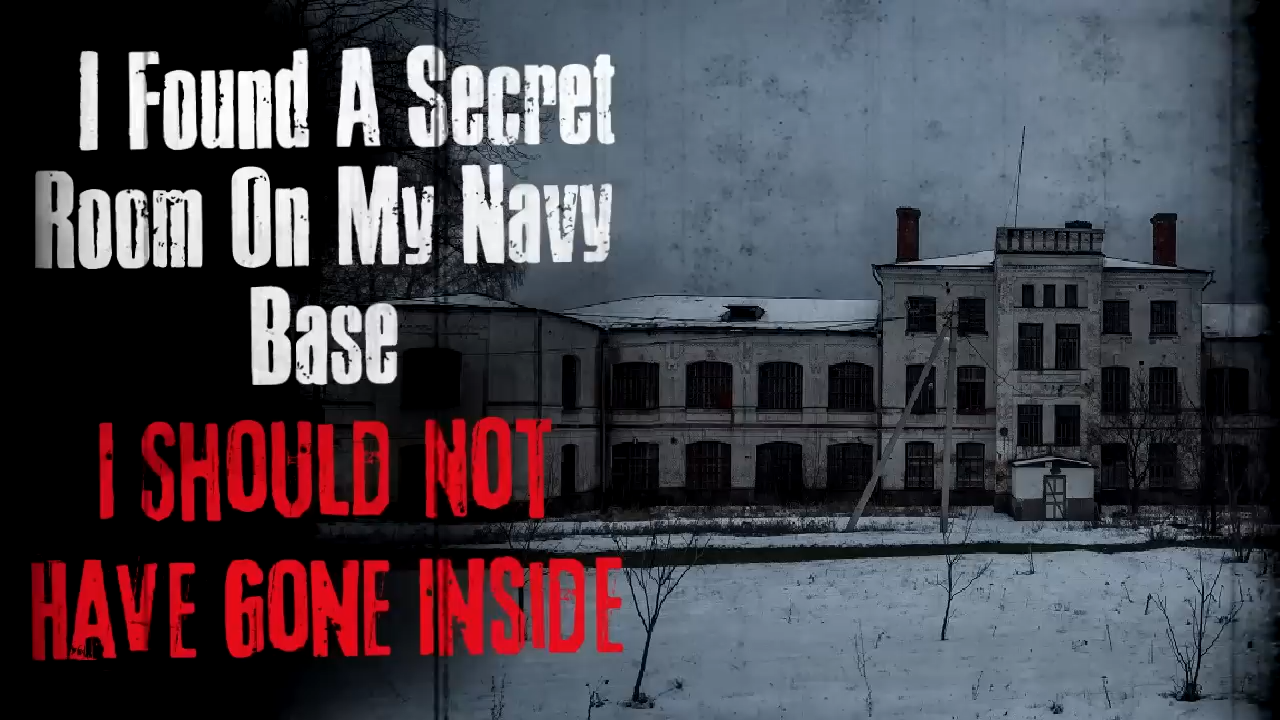 I Found A Secret
Room On My Navy
Base
I SHOULD NOT
HAVE GONE INSIDE